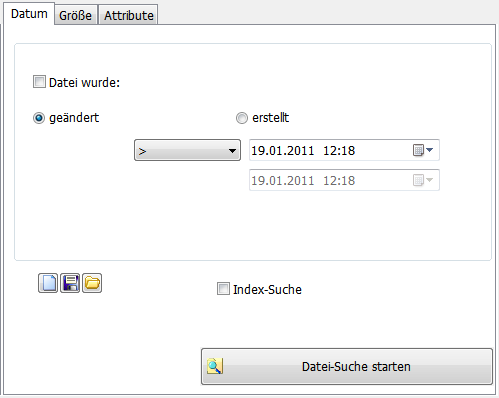 Datum Größe Attribute
Datei wurde:
geändert erstellt
> 19.01.2011 12:18
19.01.2011 12:18
Index-Suche
Datei-Suche starten